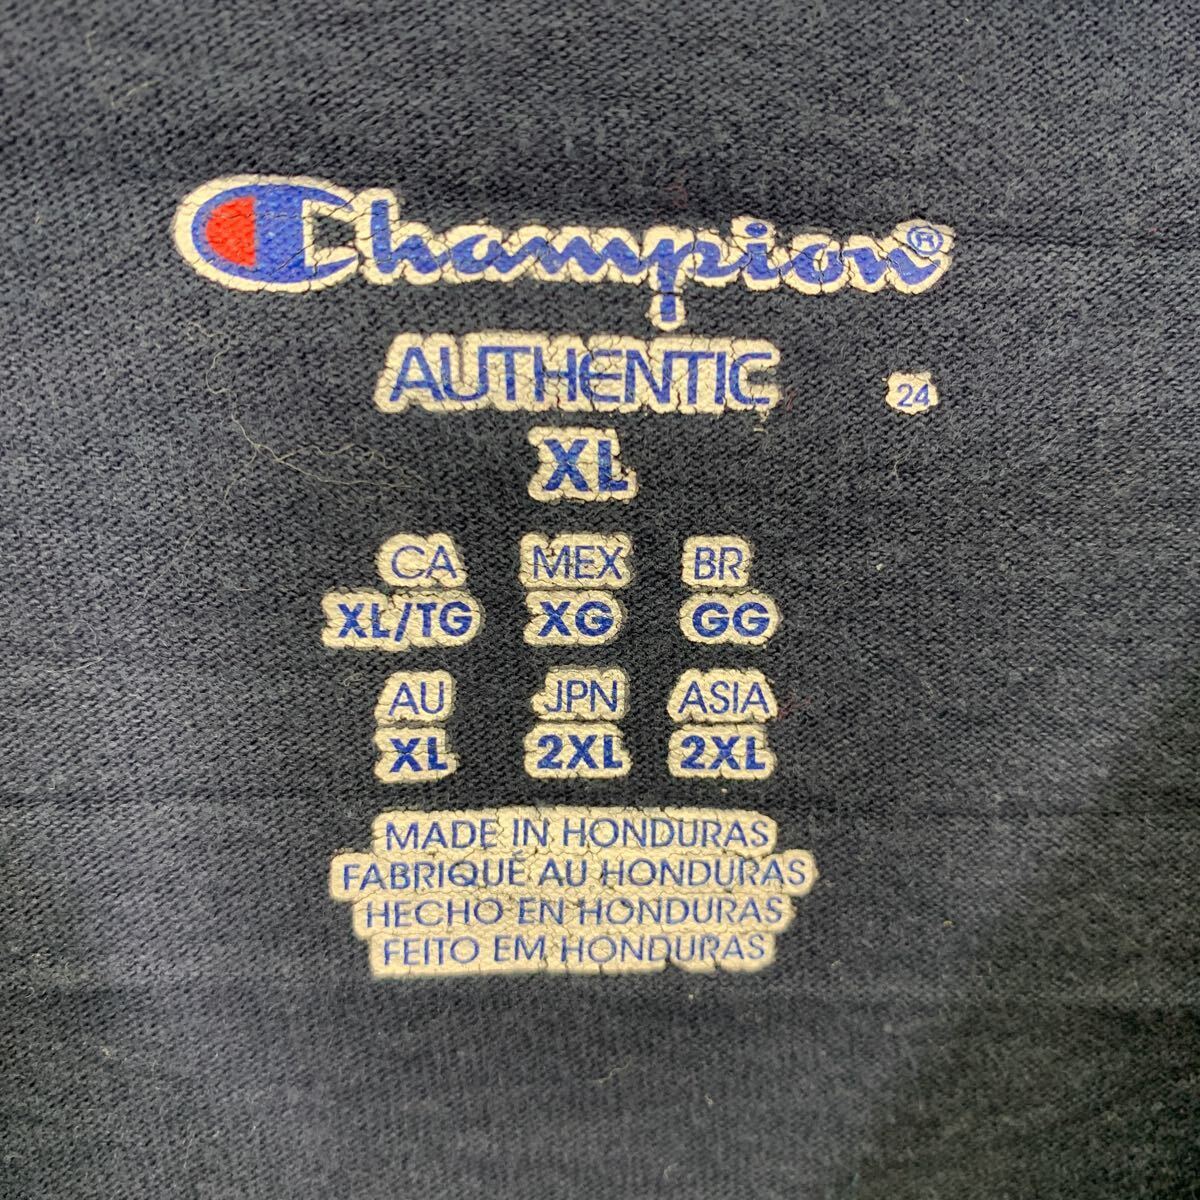 Champion®
AUTHENTIC 24
XL
CA MEX BR
XL/TG XG GG
AU JPN ASIA
XL 2XL 2XL
MADE IN HONDURAS
FABRIQUÉ AU HONDURAS
HECHO EN HONDURAS
FEITO EM HONDURAS